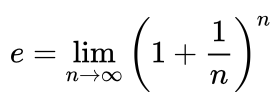 e = lim_{n→∞} (1 + 1/n)^n